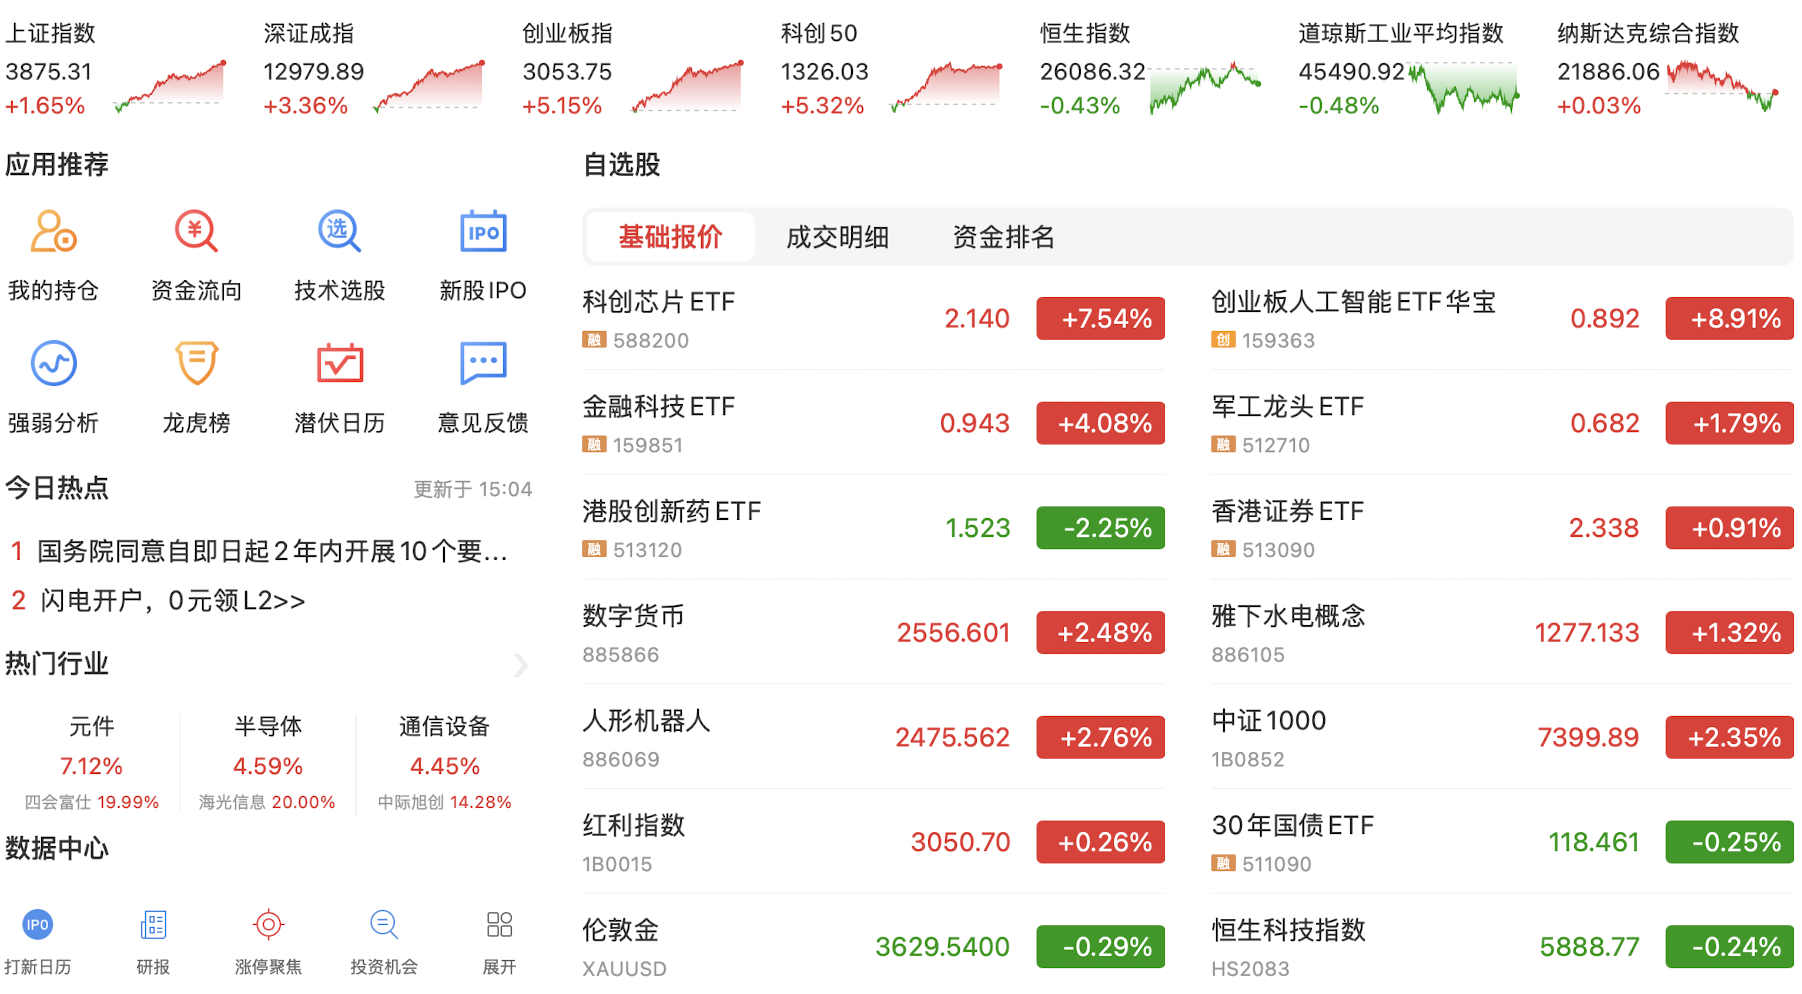 上证指数
3875.31
+1.65%
深证成指
12979.89
+3.36%
创业板指
3053.75
+5.15%
科创50
1326.03
+5.32%
恒生指数
26086.32
-0.43%
道琼斯工业平均指数
45490.92
-0.48%
纳斯达克综合指数
21886.06
+0.03%
应用推荐
我的持仓
¥
资金流向
选
技术选股
IPO
新股IPO
强弱分析
龙虎榜
潜伏日历
意见反馈
今日热点
更新于 15:04
1 国务院同意自即日起2年内开展10个要...
2 闪电开户，0元领L2>>
热门行业
元件
7.12%
四会富仕 19.99%
半导体
4.59%
海光信息 20.00%
通信设备
4.45%
中际旭创 14.28%
数据中心
IPO
打新日历
研报
涨停聚焦
投资机会
展开
自选股
基础报价 成交明细 资金排名
科创芯片ETF
融 588200
2.140 +7.54%
创业板人工智能ETF华宝
创 159363
0.892 +8.91%
金融科技ETF
融 159851
0.943 +4.08%
军工龙头ETF
融 512710
0.682 +1.79%
港股创新药ETF
融 513120
1.523 -2.25%
香港证券ETF
融 513090
2.338 +0.91%
数字货币
885866
2556.601 +2.48%
雅下水电概念
886105
1277.133 +1.32%
人形机器人
886069
2475.562 +2.76%
中证1000
1B0852
7399.89 +2.35%
红利指数
1B0015
3050.70 +0.26%
30年国债ETF
融 511090
118.461 -0.25%
伦敦金
XAUUSD
3629.5400 -0.29%
恒生科技指数
HS2083
5888.77 -0.24%